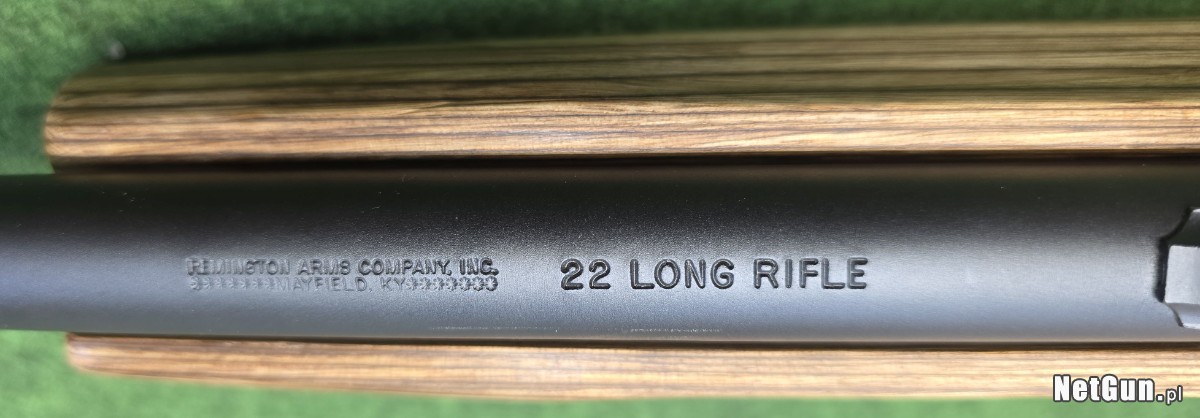 REMINGTON ARMS COMPANY, INC.
MAYFIELD, KY
22 LONG RIFLE
NetGun.pl